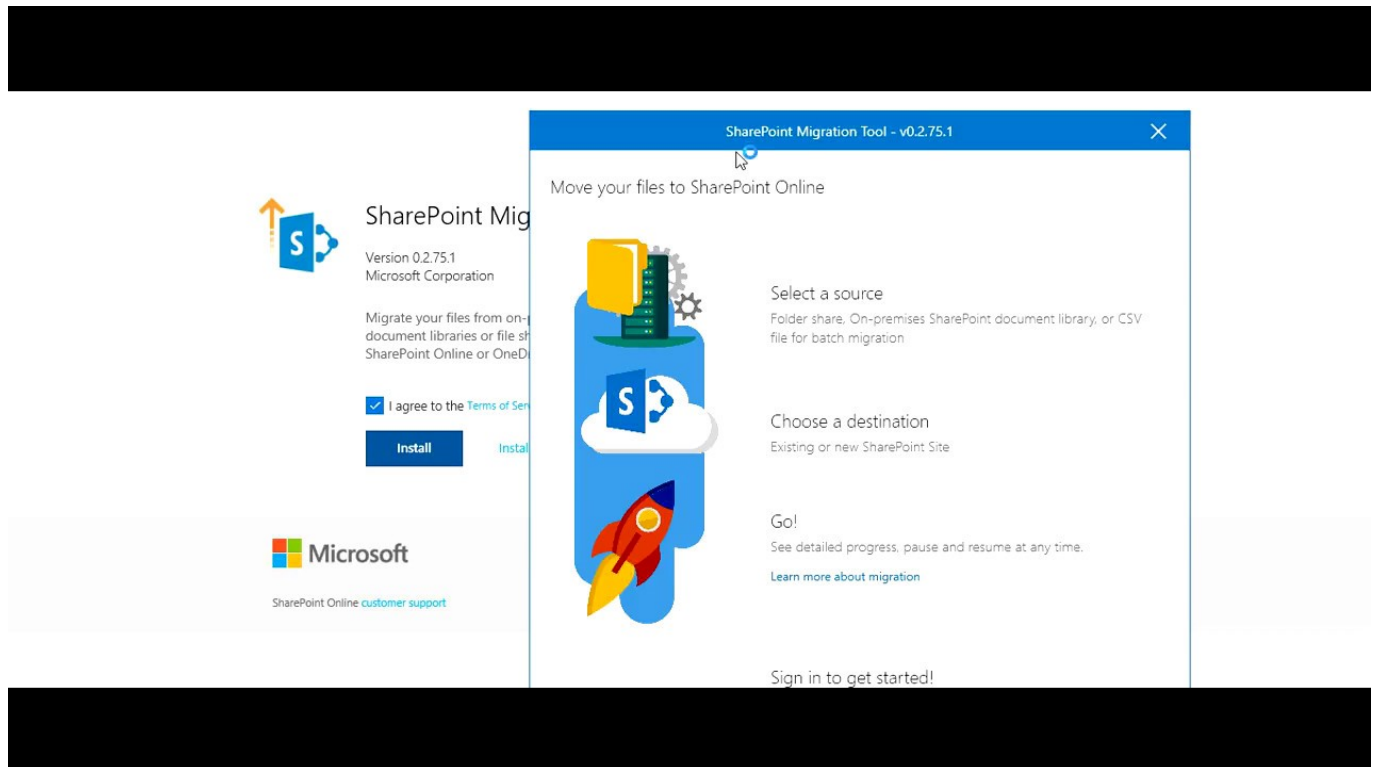 SharePoint Migration Tool - v0.2.75.1
Move your files to SharePoint Online
SharePoint Mig
Version 0.2.75.1
Microsoft Corporation
Migrate your files from on-
document libraries or file sh
SharePoint Online or OneD
I agree to the Terms of Ser
Install
Instal
Microsoft
SharePoint Online customer support
S
S
Select a source
Folder share, On-premises SharePoint document library, or CSV
file for batch migration
Choose a destination
Existing or new SharePoint Site
Go!
See detailed progress, pause and resume at any time.
Learn more about migration
Sign in to get started!